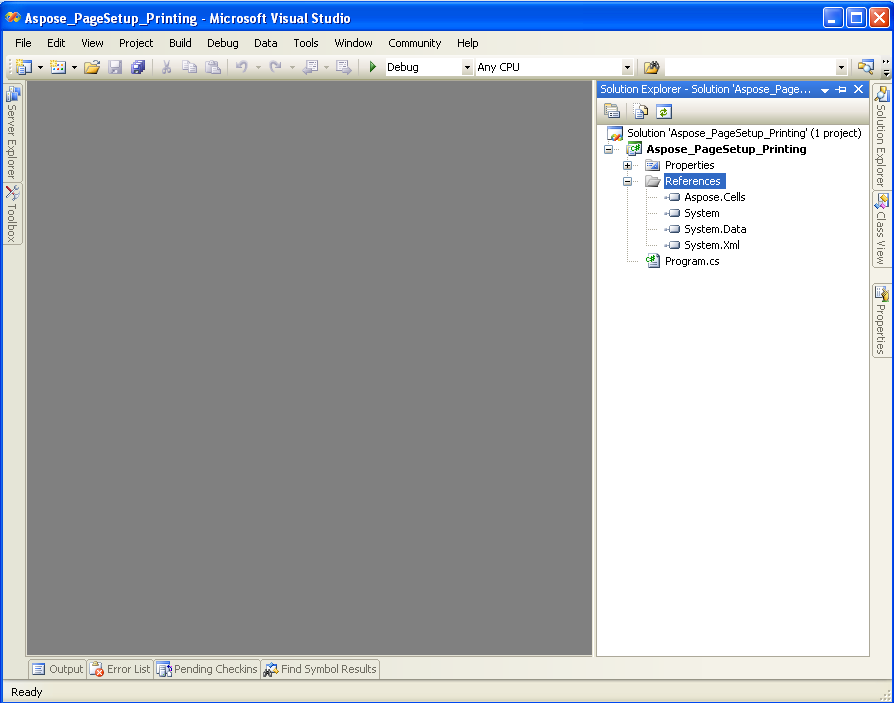 Aspose_PageSetup_Printing - Microsoft Visual Studio
File Edit View Project Build Debug Data Tools Window Community Help
Debug Any CPU
Server Explorer
Toolbox
Solution Explorer - Solution 'Aspose_Page...
Solution 'Aspose_PageSetup_Printing' (1 project)
Aspose_PageSetup_Printing
Properties
References
Aspose.Cells
System
System.Data
System.Xml
Program.cs
Solution Explorer
Class View
Properties
Output Error List Pending Checkins Find Symbol Results
Ready